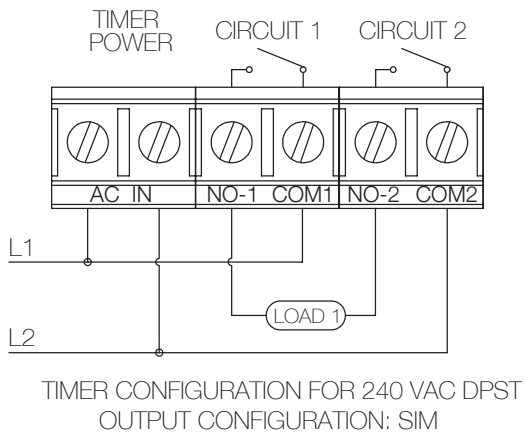 TIMER
POWER
CIRCUIT 1
CIRCUIT 2
AC IN
NO-1
COM1
NO-2
COM2
L1
LOAD 1
L2
TIMER CONFIGURATION FOR 240 VAC DPST
OUTPUT CONFIGURATION: SIM